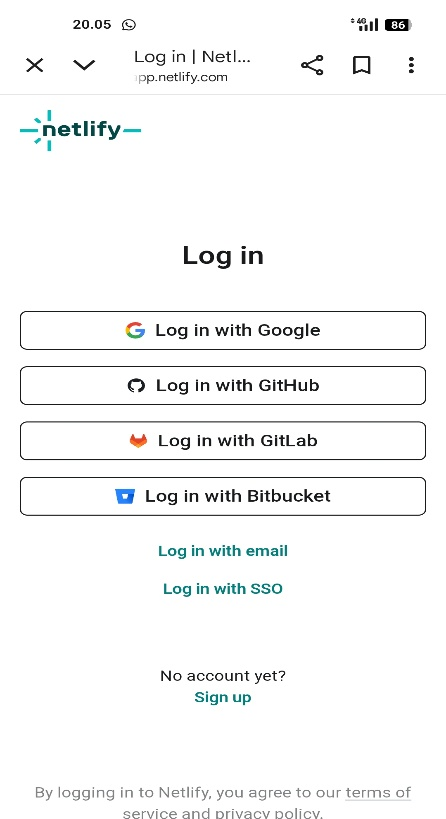 20.05
4G
86
Log in | Netl...
pp.netlify.com
netlify
Log in
Log in with Google
Log in with GitHub
Log in with GitLab
Log in with Bitbucket
Log in with email
Log in with SSO
No account yet?
Sign up
By logging in to Netlify, you agree to our terms of
service and privacy policy.